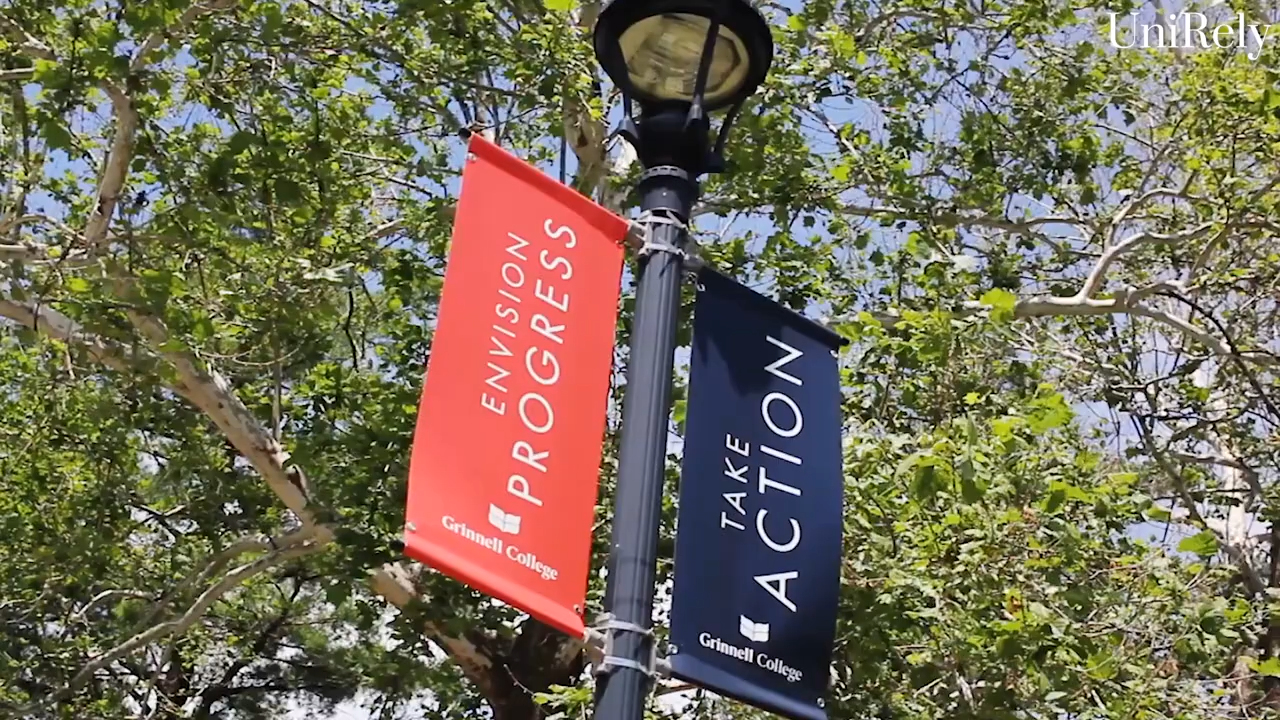 UniRely
ENVISION
PROGRESS
Grinnell College
TAKE
ACTION
Grinnell College